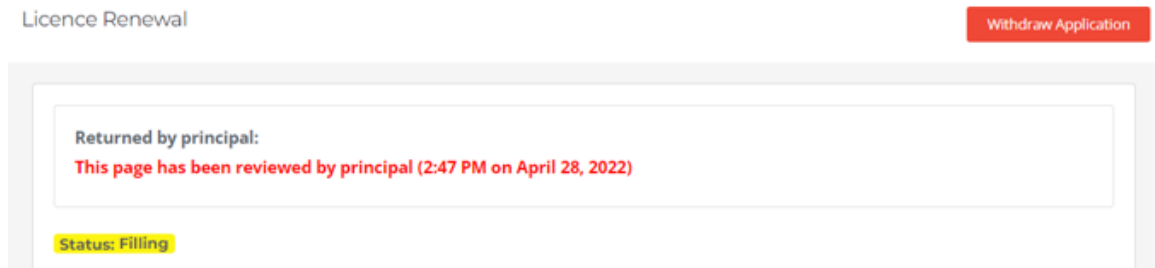 Licence Renewal
Withdraw Application
Returned by principal:
This page has been reviewed by principal (2:47 PM on April 28, 2022)
Status: Filling